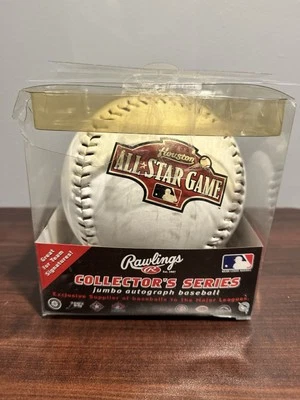 Houston
ALL★STAR GAME
Great
for Team
Signatures!
Rawlings
R
COLLECTOR'S SERIES
jumbo autograph baseball
Exclusive Supplier of baseballs to the Major Leagues.